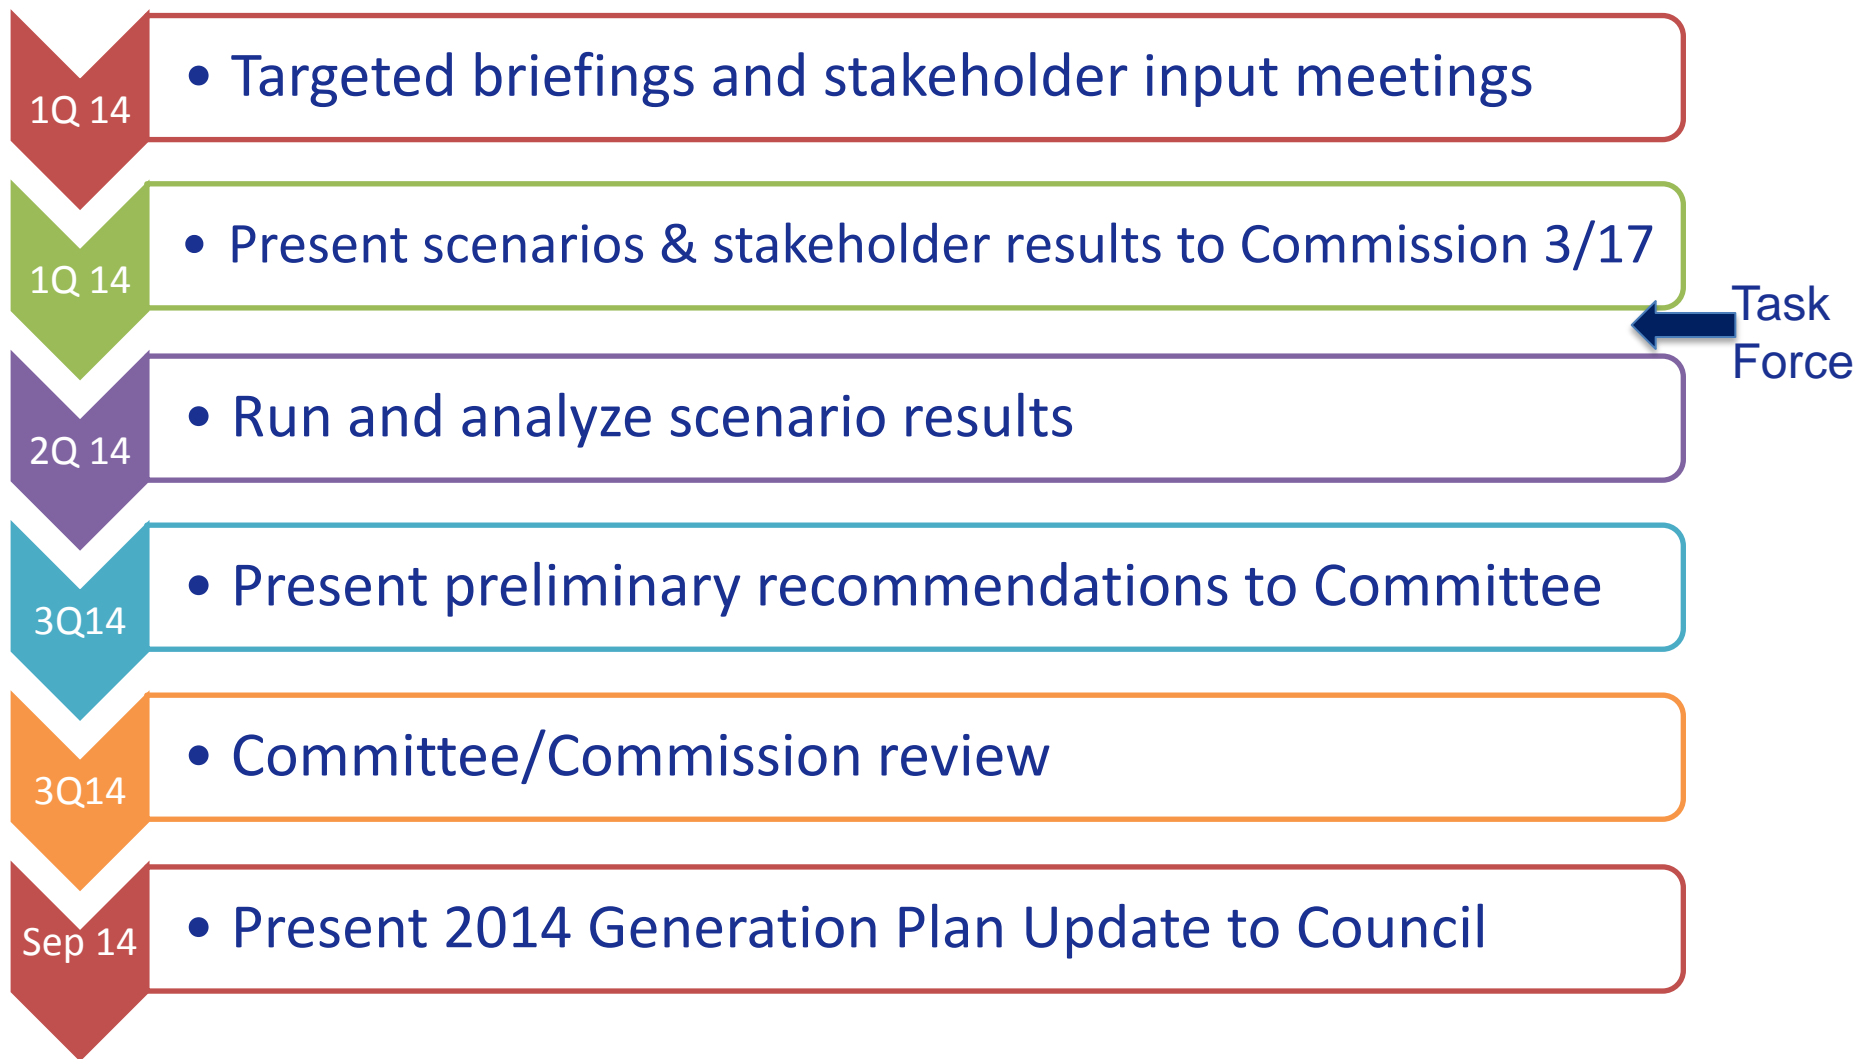 1Q 14
• Targeted briefings and stakeholder input meetings
1Q 14
• Present scenarios & stakeholder results to Commission 3/17
Task
Force
2Q 14
• Run and analyze scenario results
3Q14
• Present preliminary recommendations to Committee
3Q14
• Committee/Commission review
Sep 14
• Present 2014 Generation Plan Update to Council